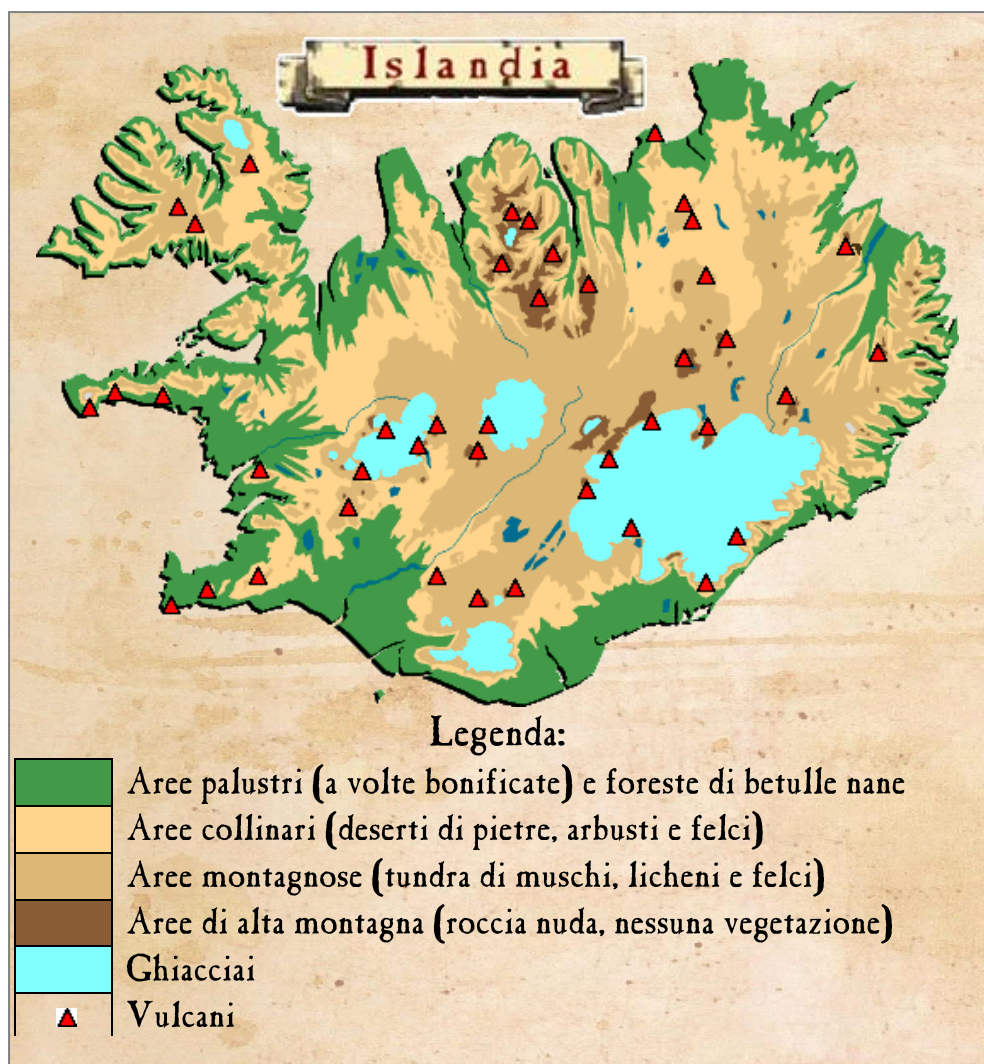 Islandia
Legenda:
Aree palustri (a volte bonificate) e foreste di betulle nane
Aree collinari (deserti di pietre, arbusti e felci)
Aree montagnose (tundra di muschi, licheni e felci)
Aree di alta montagna (roccia nuda, nessuna vegetazione)
Ghiacciai
Vulcani